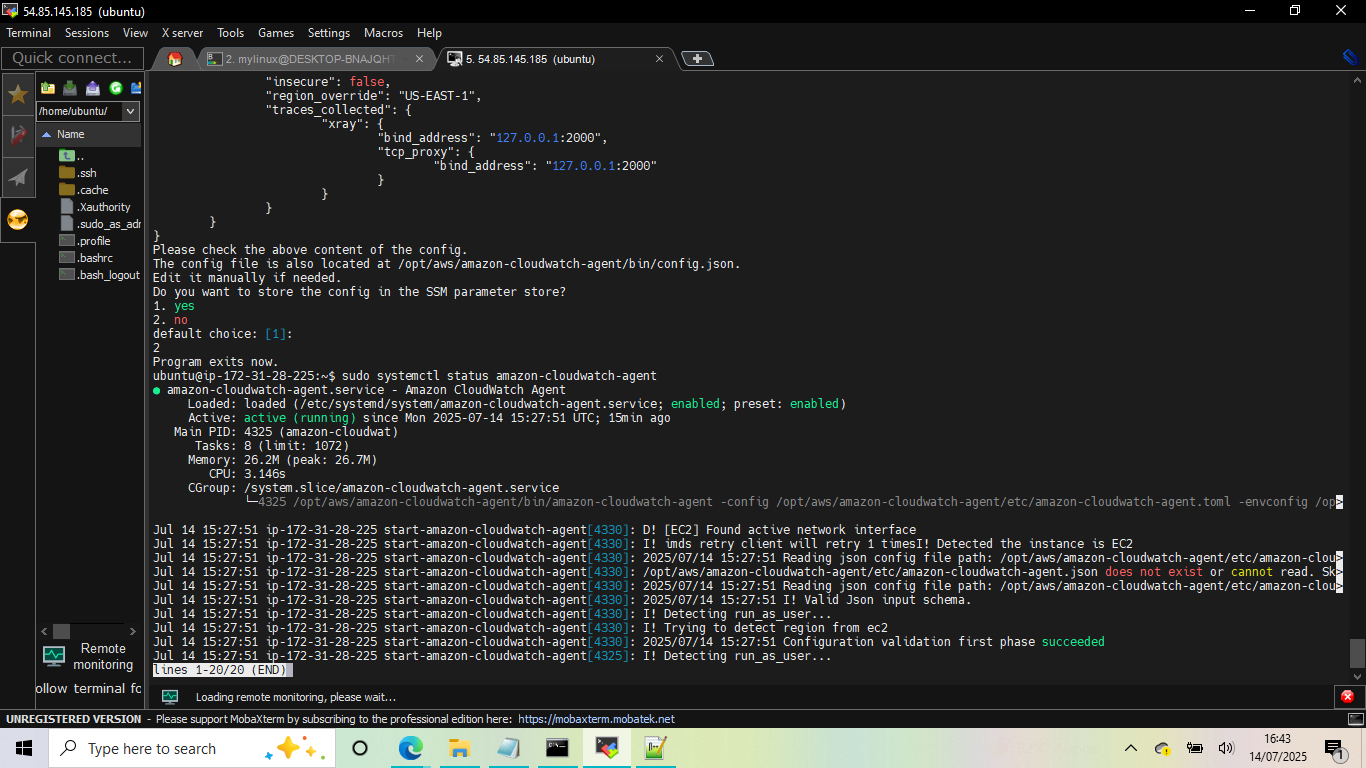 54.85.145.185 (ubuntu)
Terminal Sessions View X server Tools Games Settings Macros Help
Quick connect...
2. mylinux@DESKTOP-BNAJQHT
5. 54.85.145.185 (ubuntu)
/home/ubuntu/
Name
..
.ssh
.cache
.Xauthority
.sudo_as_adr
.profile
.bashrc
.bash_logout
Remote
monitoring
ollow terminal fo
"insecure": false,
"region_override": "US-EAST-1",
"traces_collected": {
"xray": {
"bind_address": "127.0.0.1:2000",
"tcp_proxy": {
"bind_address": "127.0.0.1:2000"
}
}
}
}
}
Please check the above content of the config.
The config file is also located at /opt/aws/amazon-cloudwatch-agent/bin/config.json.
Edit it manually if needed.
Do you want to store the config in the SSM parameter store?
1. yes
2. no
default choice: [1]:
2
Program exits now.
ubuntu@ip-172-31-28-225:~$ sudo systemctl status amazon-cloudwatch-agent
● amazon-cloudwatch-agent.service - Amazon CloudWatch Agent
Loaded: loaded (/etc/systemd/system/amazon-cloudwatch-agent.service; enabled; preset: enabled)
Active: active (running) since Mon 2025-07-14 15:27:51 UTC; 15min ago
Main PID: 4325 (amazon-cloudwat)
Tasks: 8 (limit: 1072)
Memory: 26.2M (peak: 26.7M)
CPU: 3.146s
CGroup: /system.slice/amazon-cloudwatch-agent.service
└─4325 /opt/aws/amazon-cloudwatch-agent/bin/amazon-cloudwatch-agent -config /opt/aws/amazon-cloudwatch-agent/etc/amazon-cloudwatch-agent.toml -envconfig /op>
Jul 14 15:27:51 ip-172-31-28-225 start-amazon-cloudwatch-agent[4330]: D! [EC2] Found active network interface
Jul 14 15:27:51 ip-172-31-28-225 start-amazon-cloudwatch-agent[4330]: I! imds retry client will retry 1 timesI! Detected the instance is EC2
Jul 14 15:27:51 ip-172-31-28-225 start-amazon-cloudwatch-agent[4330]: 2025/07/14 15:27:51 Reading json config file path: /opt/aws/amazon-cloudwatch-agent/etc/amazon-clou>
Jul 14 15:27:51 ip-172-31-28-225 start-amazon-cloudwatch-agent[4330]: /opt/aws/amazon-cloudwatch-agent/etc/amazon-cloudwatch-agent.json does not exist or cannot read. Sk>
Jul 14 15:27:51 ip-172-31-28-225 start-amazon-cloudwatch-agent[4330]: 2025/07/14 15:27:51 Reading json config file path: /opt/aws/amazon-cloudwatch-agent/etc/amazon-clou>
Jul 14 15:27:51 ip-172-31-28-225 start-amazon-cloudwatch-agent[4330]: 2025/07/14 15:27:51 I! Valid Json input schema.
Jul 14 15:27:51 ip-172-31-28-225 start-amazon-cloudwatch-agent[4330]: I! Detecting run_as_user...
Jul 14 15:27:51 ip-172-31-28-225 start-amazon-cloudwatch-agent[4330]: I! Trying to detect region from ec2
Jul 14 15:27:51 ip-172-31-28-225 start-amazon-cloudwatch-agent[4330]: 2025/07/14 15:27:51 Configuration validation first phase succeeded
Jul 14 15:27:51 ip-172-31-28-225 start-amazon-cloudwatch-agent[4325]: I! Detecting run_as_user...
lines 1-20/20 (END)
Loading remote monitoring, please wait...
UNREGISTERED VERSION - Please support MobaXterm by subscribing to the professional edition here: https://mobaxterm.mobatek.net
Type here to search
16:43
14/07/2025
1